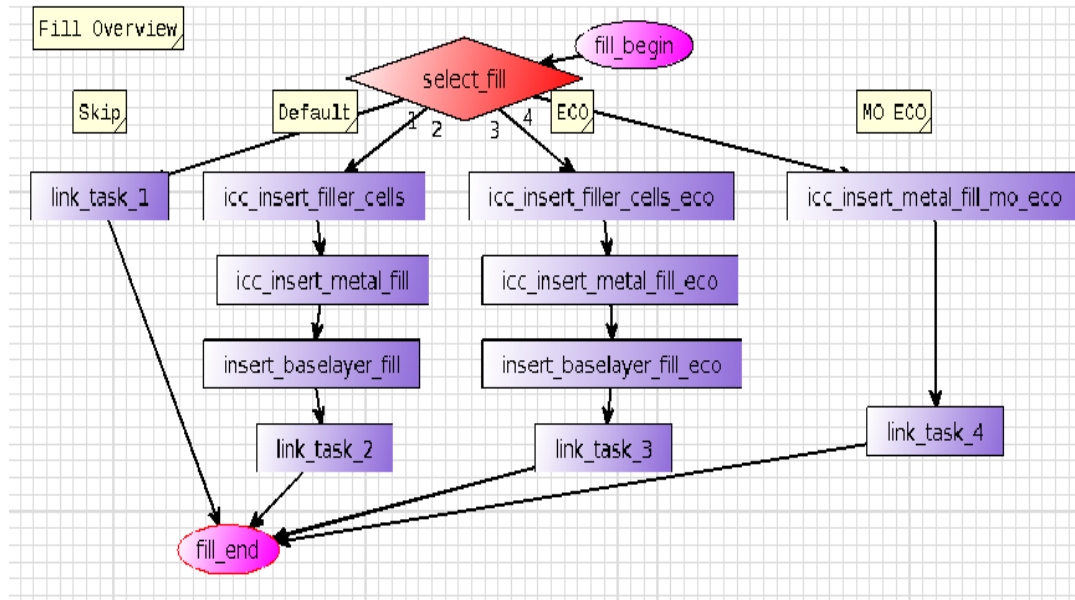 Fill Overview
fill_begin
select_fill
Skip
Default
1
2
3
4
ECO
MO ECO
link_task_1
icc_insert_filler_cells
icc_insert_filler_cells_eco
icc_insert_metal_fill_mo_eco
icc_insert_metal_fill
icc_insert_metal_fill_eco
insert_baselayer_fill
insert_baselayer_fill_eco
link_task_2
link_task_3
link_task_4
fill_end